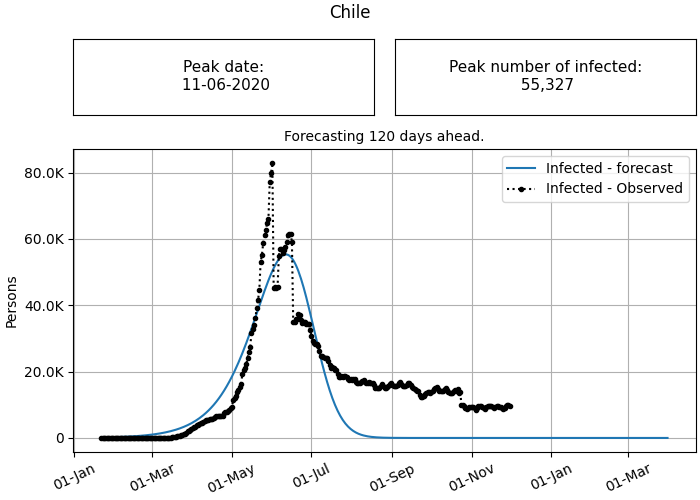 Chile
Peak date:
11-06-2020
Peak number of infected:
55,327
Forecasting 120 days ahead.
Infected - forecast
Infected - Observed
Persons
80.0K
60.0K
40.0K
20.0K
0
01-Jan
01-Mar
01-May
01-Jul
01-Sep
01-Nov
01-Jan
01-Mar